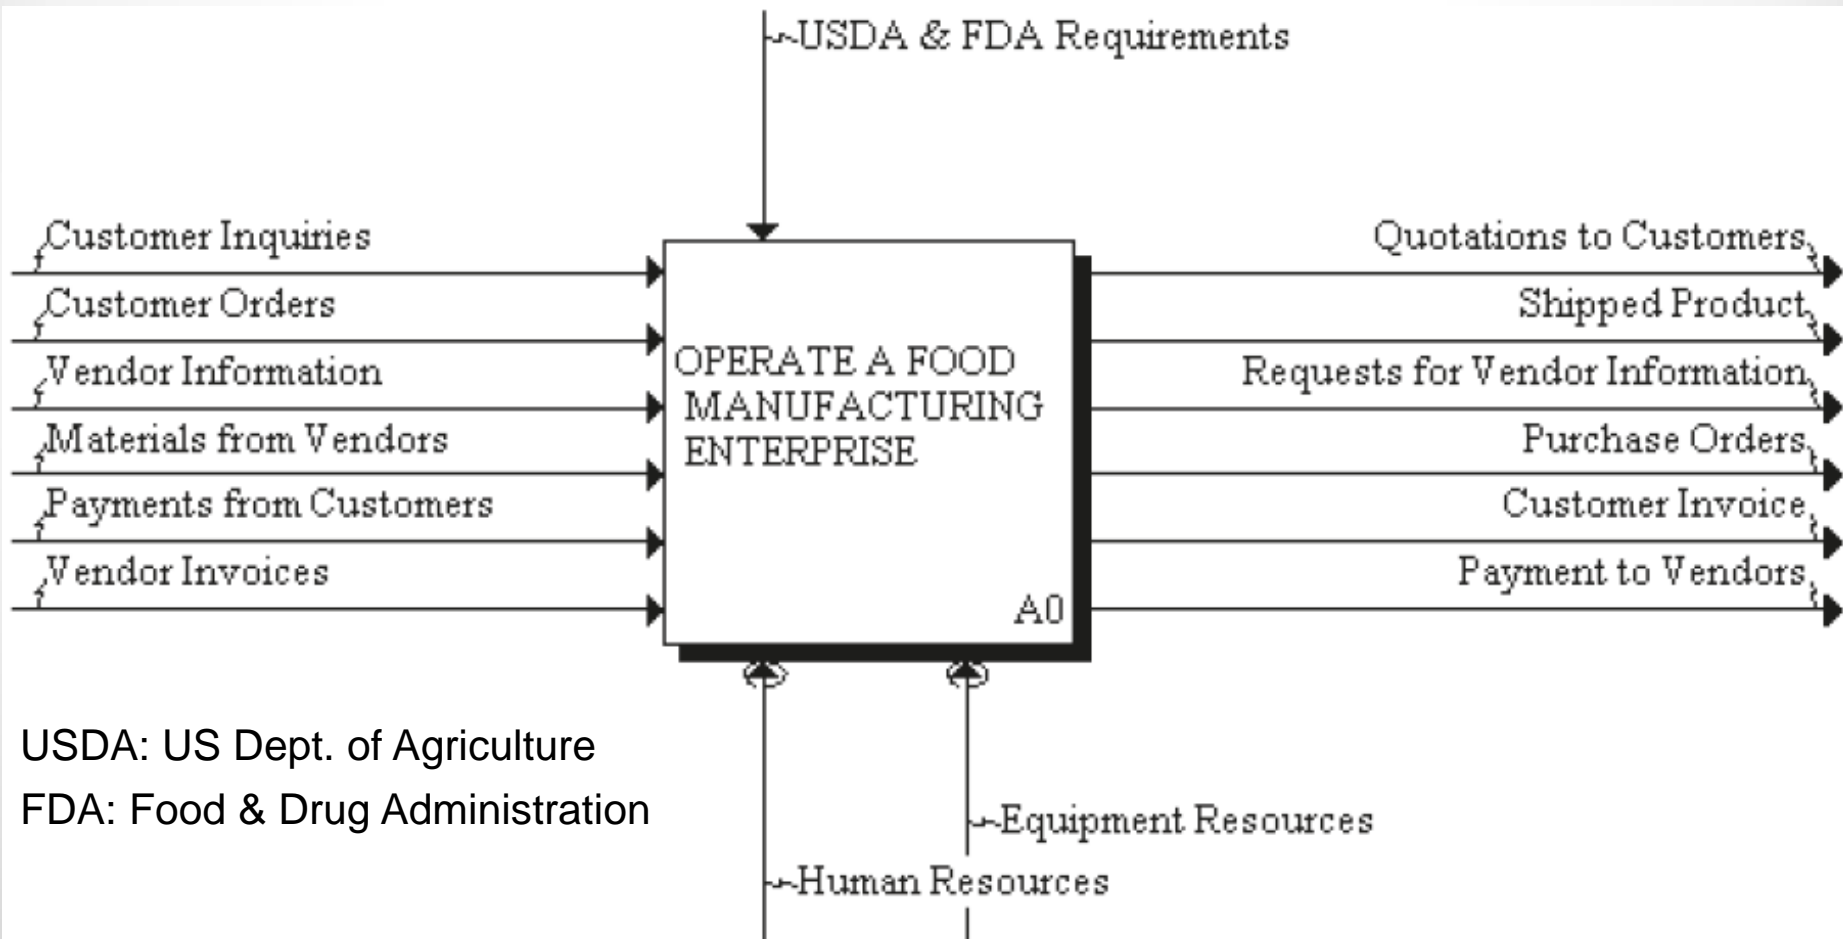 USDA & FDA Requirements
Customer Inquiries
Customer Orders
Vendor Information
Materials from Vendors
Payments from Customers
Vendor Invoices
OPERATE A FOOD
MANUFACTURING
ENTERPRISE
A0
Quotations to Customers
Shipped Product
Requests for Vendor Information
Purchase Orders
Customer Invoice
Payment to Vendors
USDA: US Dept. of Agriculture
FDA: Food & Drug Administration
Equipment Resources
Human Resources